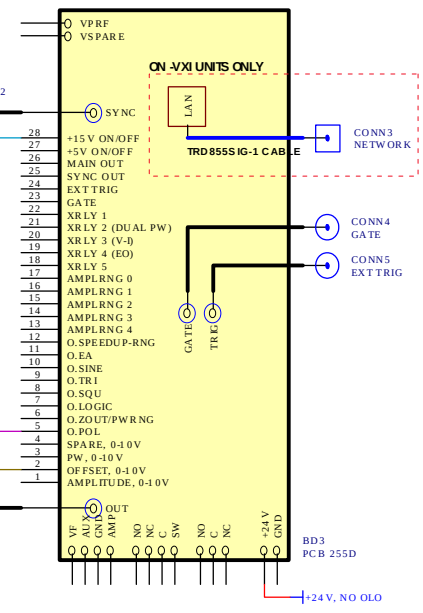 VPRF
VSPARE
ON -VXI UNITS ONLY
LAN
2
SYNC
CONN3
NETWORK
TRD855SIG-1 CABLE
28 +15V ON/OFF
27 +5V ON/OFF
26 MAIN OUT
25 SYNC OUT
24 EXT TRIG
23 GATE
22 XRLY 1
21 XRLY 2 (DUAL PW)
20 XRLY 3 (V-I)
19 XRLY 4 (EO)
18 XRLY 5
17 AMPLRNG 0
16 AMPLRNG 1
15 AMPLRNG 2
14 AMPLRNG 3
13 AMPLRNG 4
12 O.SPEEDUP-RNG
11 O.EA
10 O.SINE
9 O.TRI
8 O.SQU
7 O.LOGIC
6 O.ZOUT/PWRNG
5 O.POL
4 SPARE, 0-10V
3 PW, 0-10V
2 OFFSET, 0-10V
1 AMPLITUDE, 0-10V
CONN4
GATE
CONN5
EXT TRIG
GATE
TRIG
OUT
VF
AUX
GND
AMP
NO
NC
C
SW
NO
C
NC
+24V
GND
BD3
PCB 255D
+24V, NO OLO